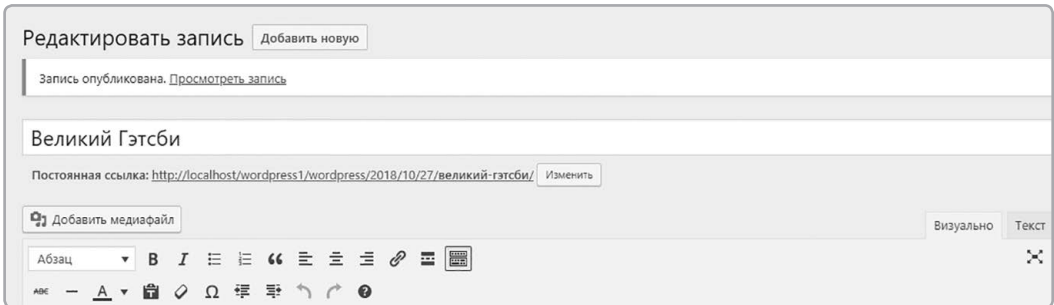 Редактировать запись Добавить новую
Запись опубликована. Просмотреть запись
Великий Гэтсби
Постоянная ссылка: http://localhost/wordpress1/wordpress/2018/10/27/великий-гэтсби/ Изменить
Добавить медиафайл
Визуально Текст
Абзац B I
ABC A Ω